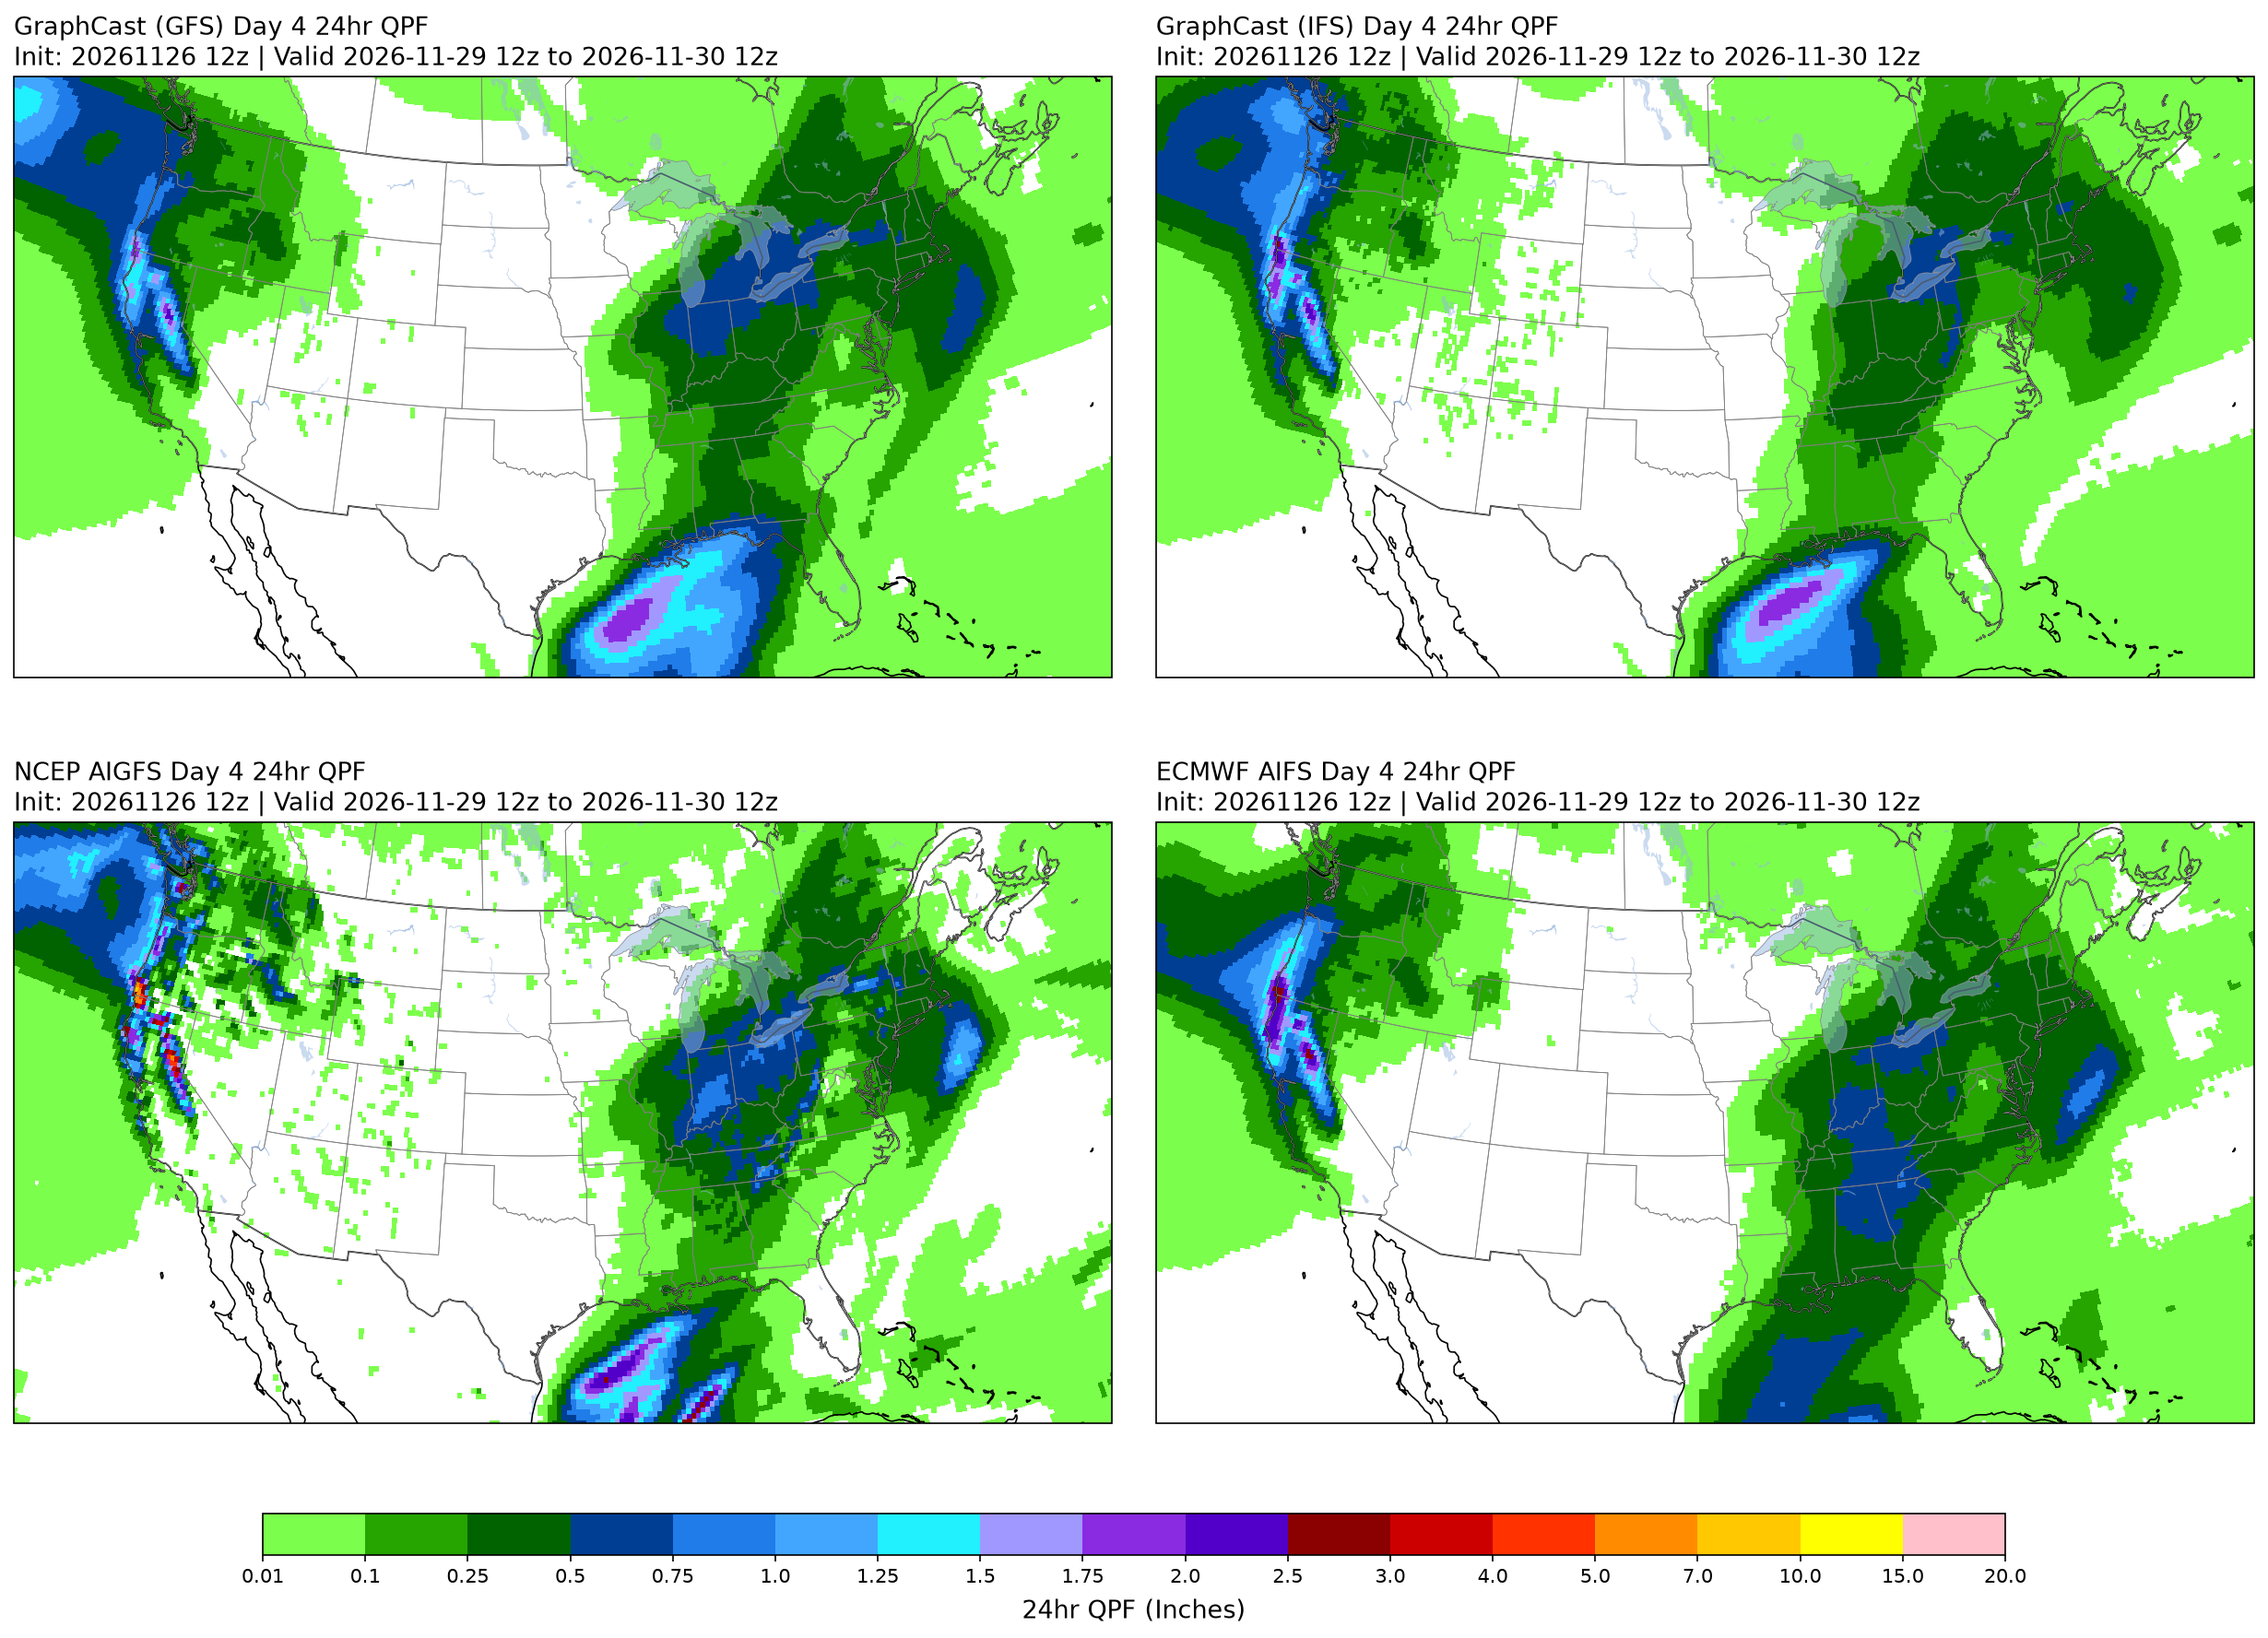 GraphCast (GFS) Day 4 24hr QPF
Init: 20261126 12z | Valid 2026-11-29 12z to 2026-11-30 12z
GraphCast (IFS) Day 4 24hr QPF
Init: 20261126 12z | Valid 2026-11-29 12z to 2026-11-30 12z
NCEP AIGFS Day 4 24hr QPF
Init: 20261126 12z | Valid 2026-11-29 12z to 2026-11-30 12z
ECMWF AIFS Day 4 24hr QPF
Init: 20261126 12z | Valid 2026-11-29 12z to 2026-11-30 12z
0.01 0.1 0.25 0.5 0.75 1.0 1.25 1.5 1.75 2.0 2.5 3.0 4.0 5.0 7.0 10.0 15.0 20.0
24hr QPF (Inches)